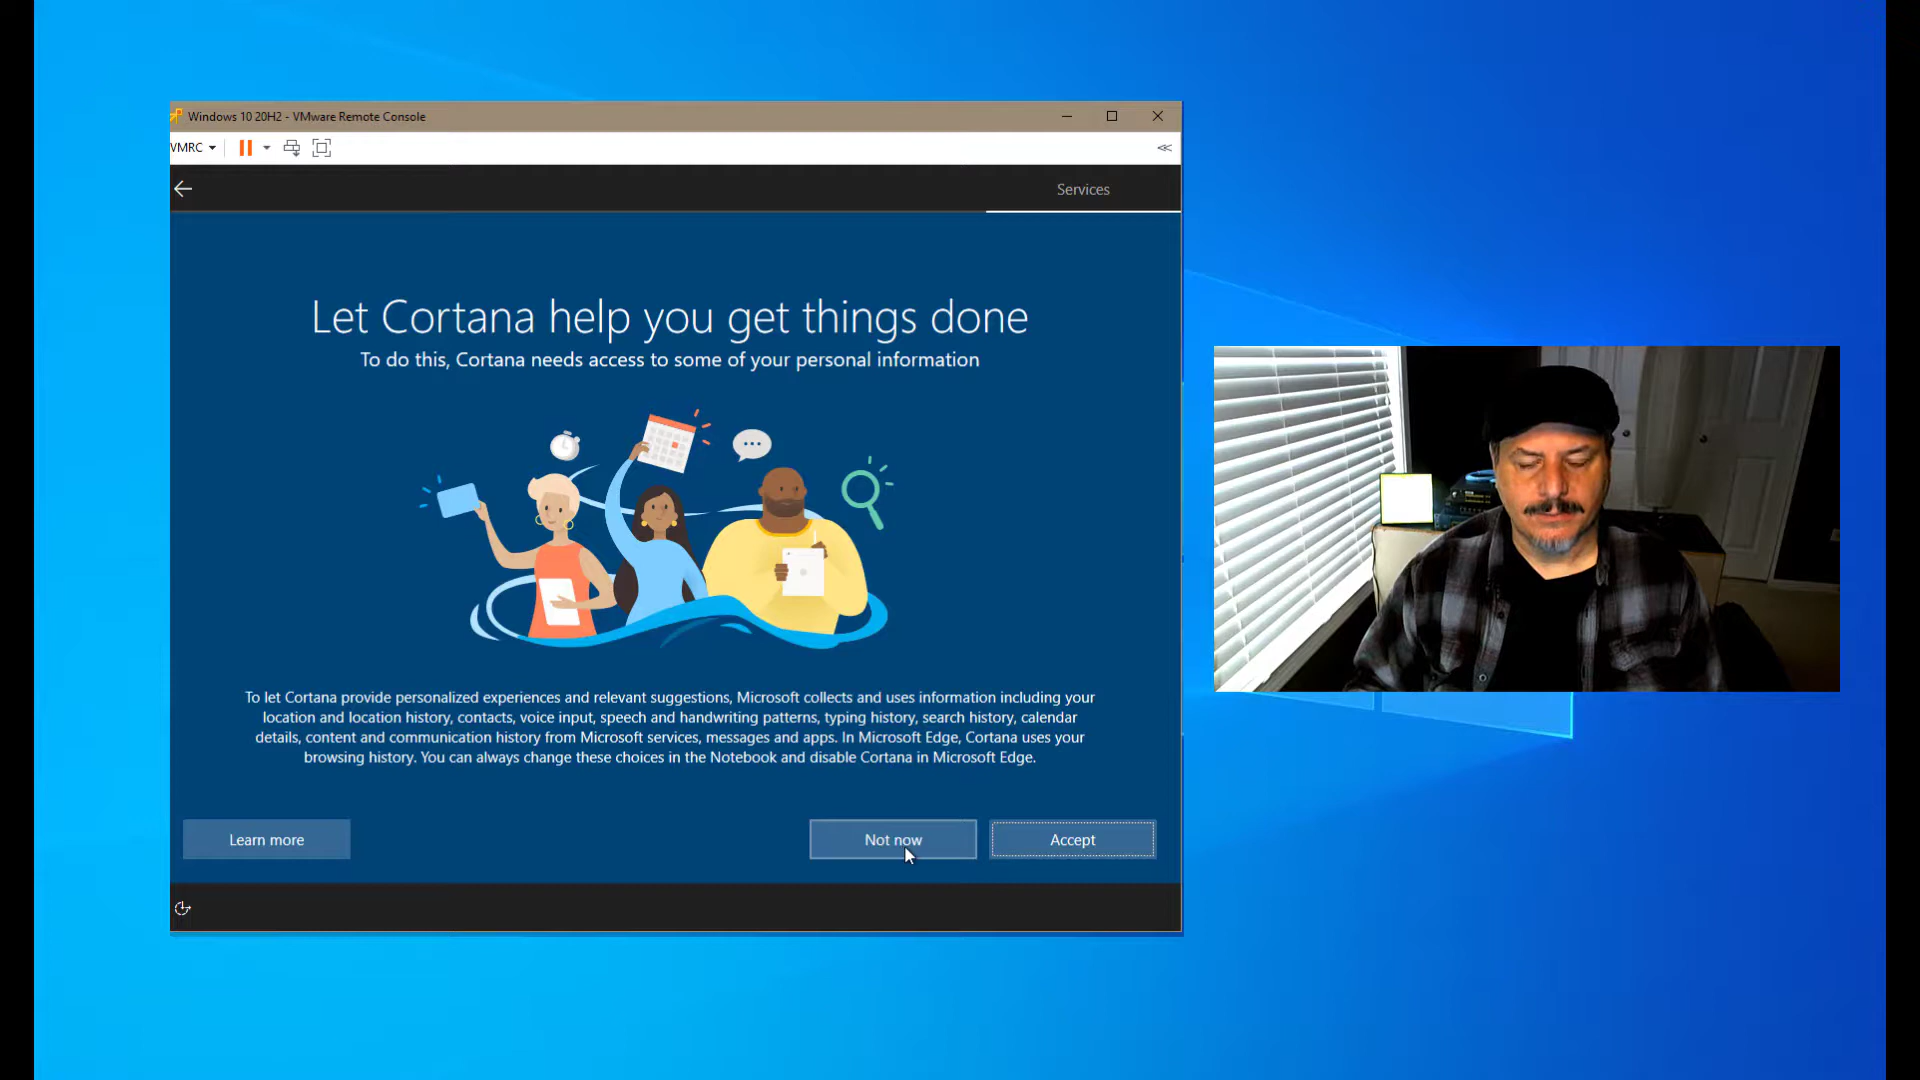 Windows 10 20H2 - VMware Remote Console
VMRC
Services
Let Cortana help you get things done
To do this, Cortana needs access to some of your personal information
To let Cortana provide personalized experiences and relevant suggestions, Microsoft collects and uses information including your
location and location history, contacts, voice input, speech and handwriting patterns, typing history, search history, calendar
details, content and communication history from Microsoft services, messages and apps. In Microsoft Edge, Cortana uses your
browsing history. You can always change these choices in the Notebook and disable Cortana in Microsoft Edge.
Learn more
Not now
Accept